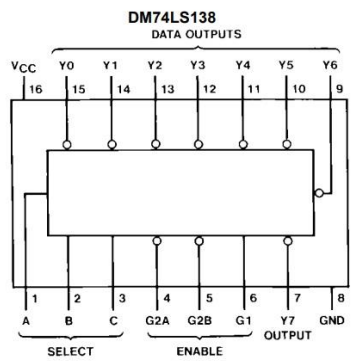 DM74LS138
DATA OUTPUTS
VCC Y0 Y1 Y2 Y3 Y4 Y5 Y6
16 15 14 13 12 11 10 9
1 2 3 4 5 6 7 8
A B C G2A G2B G1 Y7 GND
OUTPUT
SELECT ENABLE